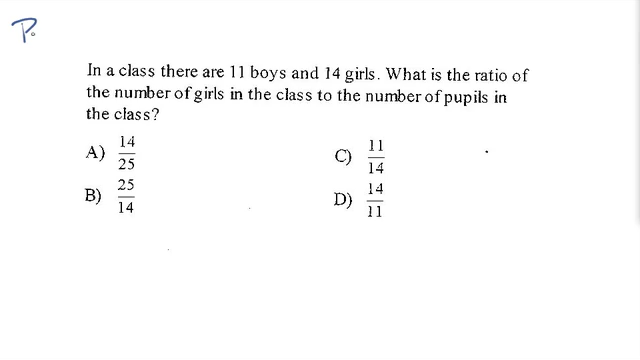 P.
In a class there are 11 boys and 14 girls. What is the ratio of
the number of girls in the class to the number of pupils in
the class?
A) 14/25
C) 11/14
B) 25/14
D) 14/11